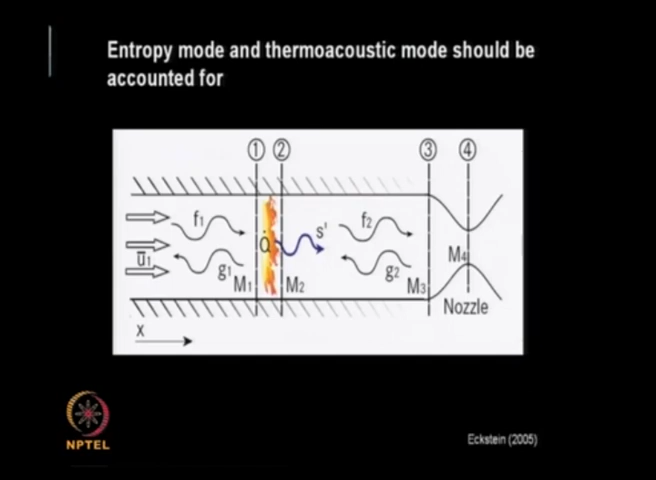 Entropy mode and thermoacoustic mode should be
accounted for
1 2 3 4
f1 Q̇ s' f2 M4
ū1 g1 M1 M2 g2 M3
Nozzle
x
NPTEL
Eckstein (2005)